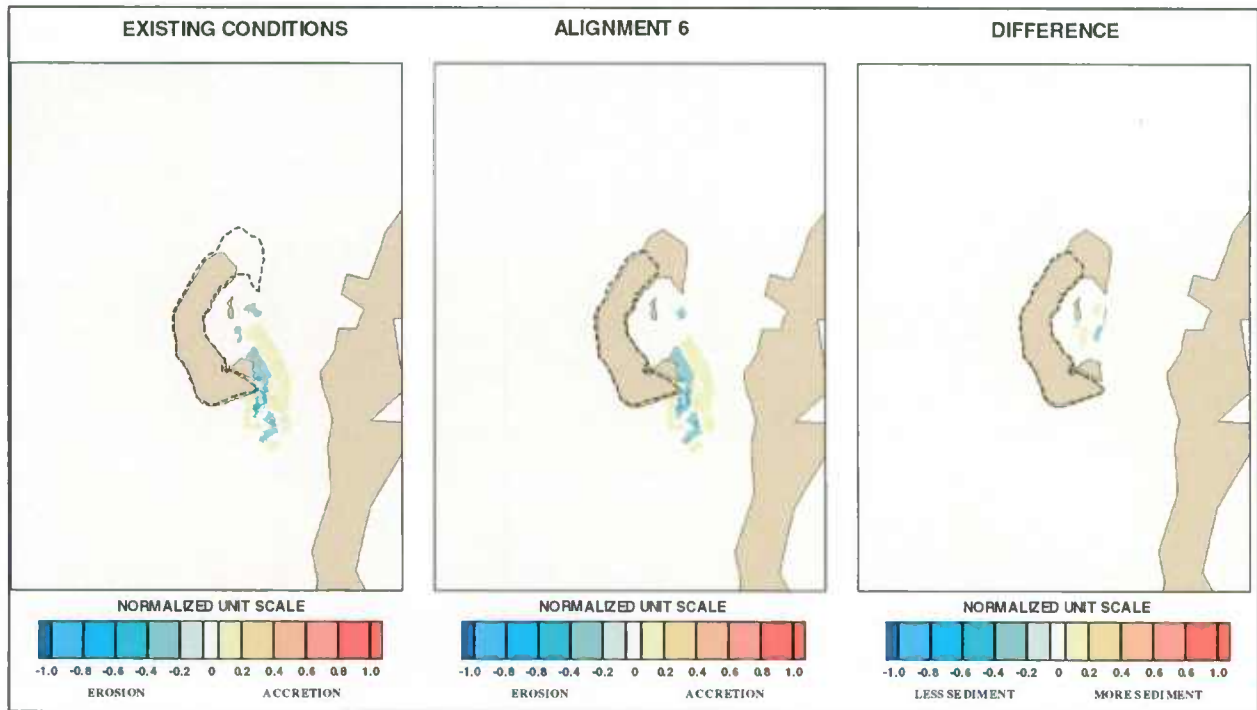 EXISTING CONDITIONS
ALIGNMENT 6
DIFFERENCE
NORMALIZED UNIT SCALE
-1.0 -0.8 -0.6 -0.4 -0.2 0 0.2 0.4 0.6 0.8 1.0
EROSION ACCRETION
NORMALIZED UNIT SCALE
-1.0 -0.8 -0.6 -0.4 -0.2 0 0.2 0.4 0.6 0.8 1.0
EROSION ACCRETION
NORMALIZED UNIT SCALE
-1.0 -0.8 -0.6 -0.4 -0.2 0 0.2 0.4 0.6 0.8 1.0
LESS SEDIMENT MORE SEDIMENT